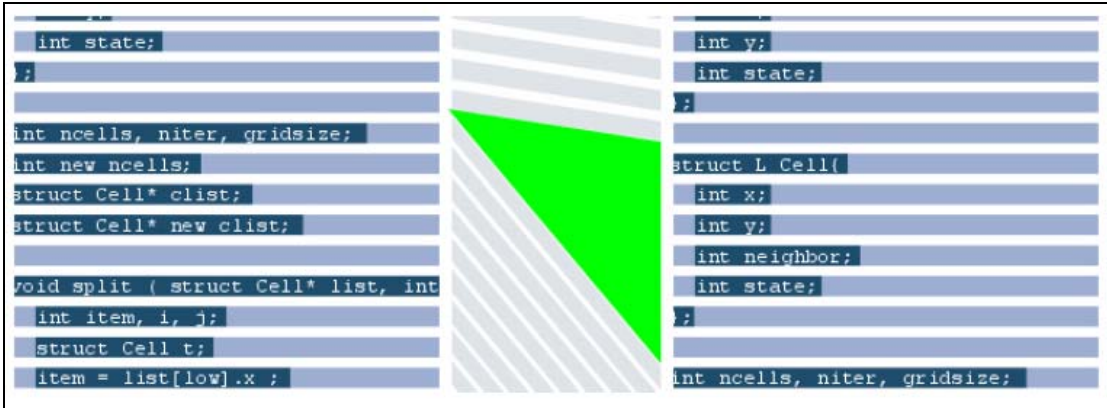 int state;
};
int ncells, niter, gridsize;
int new ncells;
struct Cell* clist;
struct Cell* new clist;
void split ( struct Cell* list, int
int item, i, j;
struct Cell t;
item = list[low].x ;
int y;
int state;
};
struct L Cell{
int x;
int y;
int neighbor;
int state;
};
int ncells, niter, gridsize;